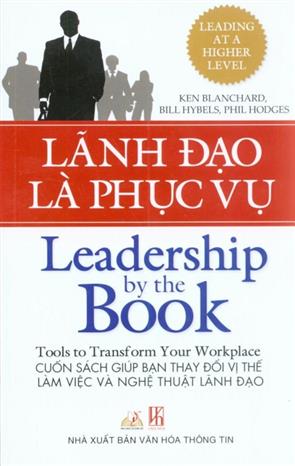 LEADING
AT A
HIGHER
LEVEL
KEN BLANCHARD,
BILL HYBELS, PHIL HODGES
LÃNH ĐẠO
LÀ PHỤC VỤ
Leadership
by the
Book
Tools to Transform Your Workplace
CUỐN SÁCH GIÚP BẠN THAY ĐỔI VỊ THẾ
LÀM VIỆC VÀ NGHỆ THUẬT LÃNH ĐẠO
NHÀ XUẤT BẢN VĂN HÓA THÔNG TIN